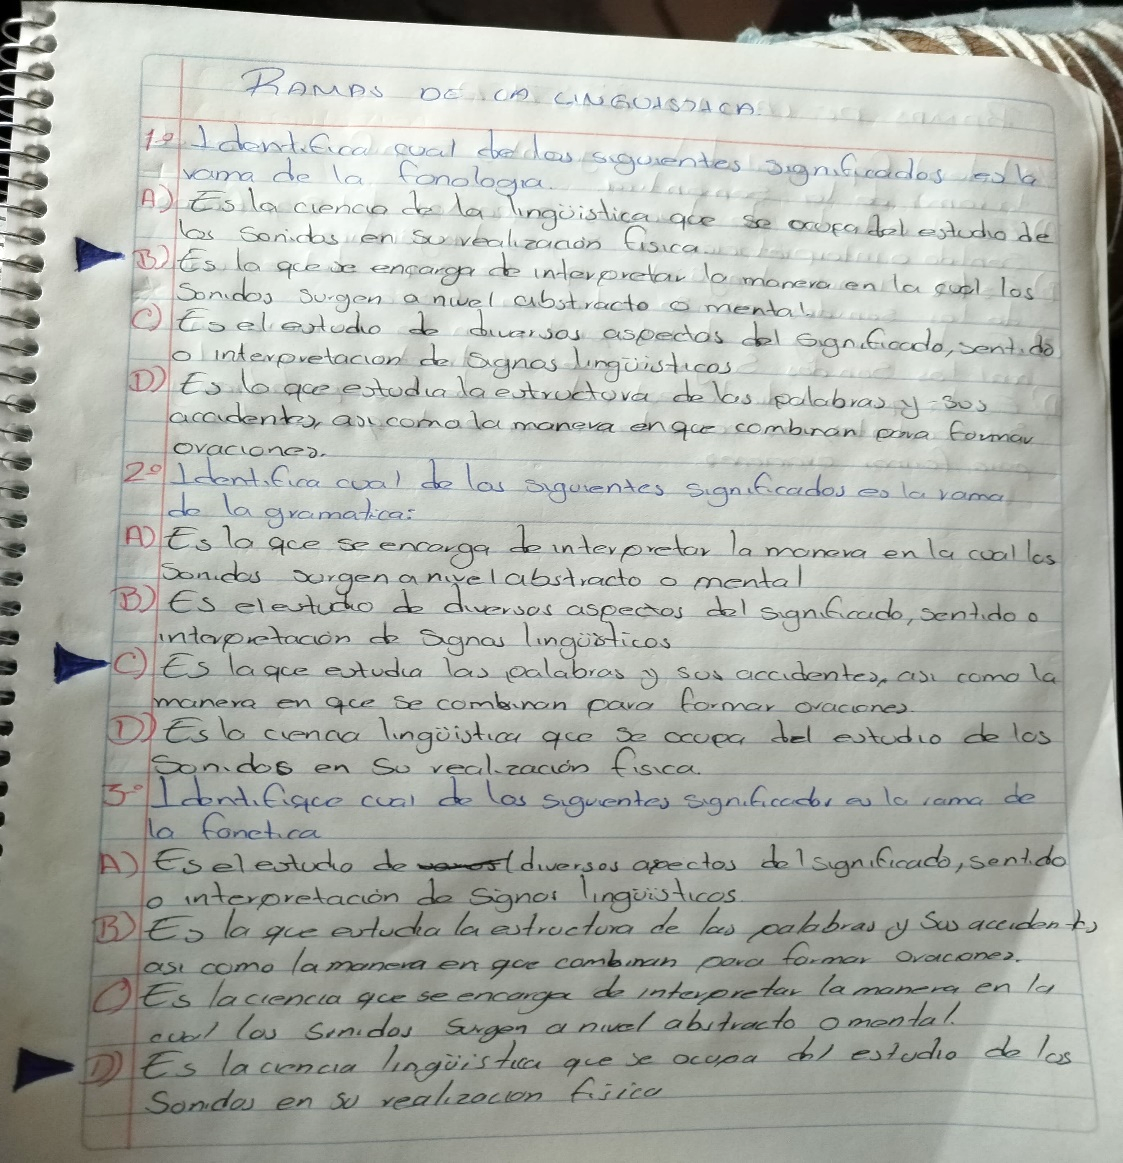 RAMAS DE LA LINGUISTICA.
1º Identifica cual de las siguientes significados es la
rama de la fonologia.
A) Es la ciencia de la lingüistica que se ocupa del estudio de
los sonidos en su realización física.
B) Es la que se encarga de interpretar la manera en la cual los
Sonidos surgen a nivel abstracto o mental.
C) Es el estudio de diversos aspectos del significado, sentido
o interpretacion de signos lingüisticos
D) Es la que estudia la estructura de las palabras y sus
accidentes, asi como la manera en que combinan para formar
oraciones.
2º Identifica cual de los siguientes significados es la rama
de la gramatica:
A) Es la que se encarga de interpretar la manera en la cual los
Sonidos surgen a nivel abstracto o mental
B) Es el estudio de diversos aspectos del significado, sentido o
interpretación de signos lingüisticos
C) Es la que estudia las palabras y sus accidentes, asi como la
manera en que se combinan para formar oraciones.
D) Es la ciencia lingüistica que se ocupa del estudio de los
Sonidos en su realización física.
3º Identifique cual de los siguientes significados es la rama de
la fonetica
A) Es el estudio de diversos aspectos del significado, sentido
o interpretación de signos lingüisticos.
B) Es la que estudia la estructura de las palabras y sus accidentes
asi como la manera en que combinan para formar oraciones.
C) Es la ciencia que se encarga de interpretar la manera en la
cual los sonidos surgen a nivel abstracto o mental.
D) Es la ciencia lingüistica que se ocupa del estudio de los
Sonidos en su realizacion fisica